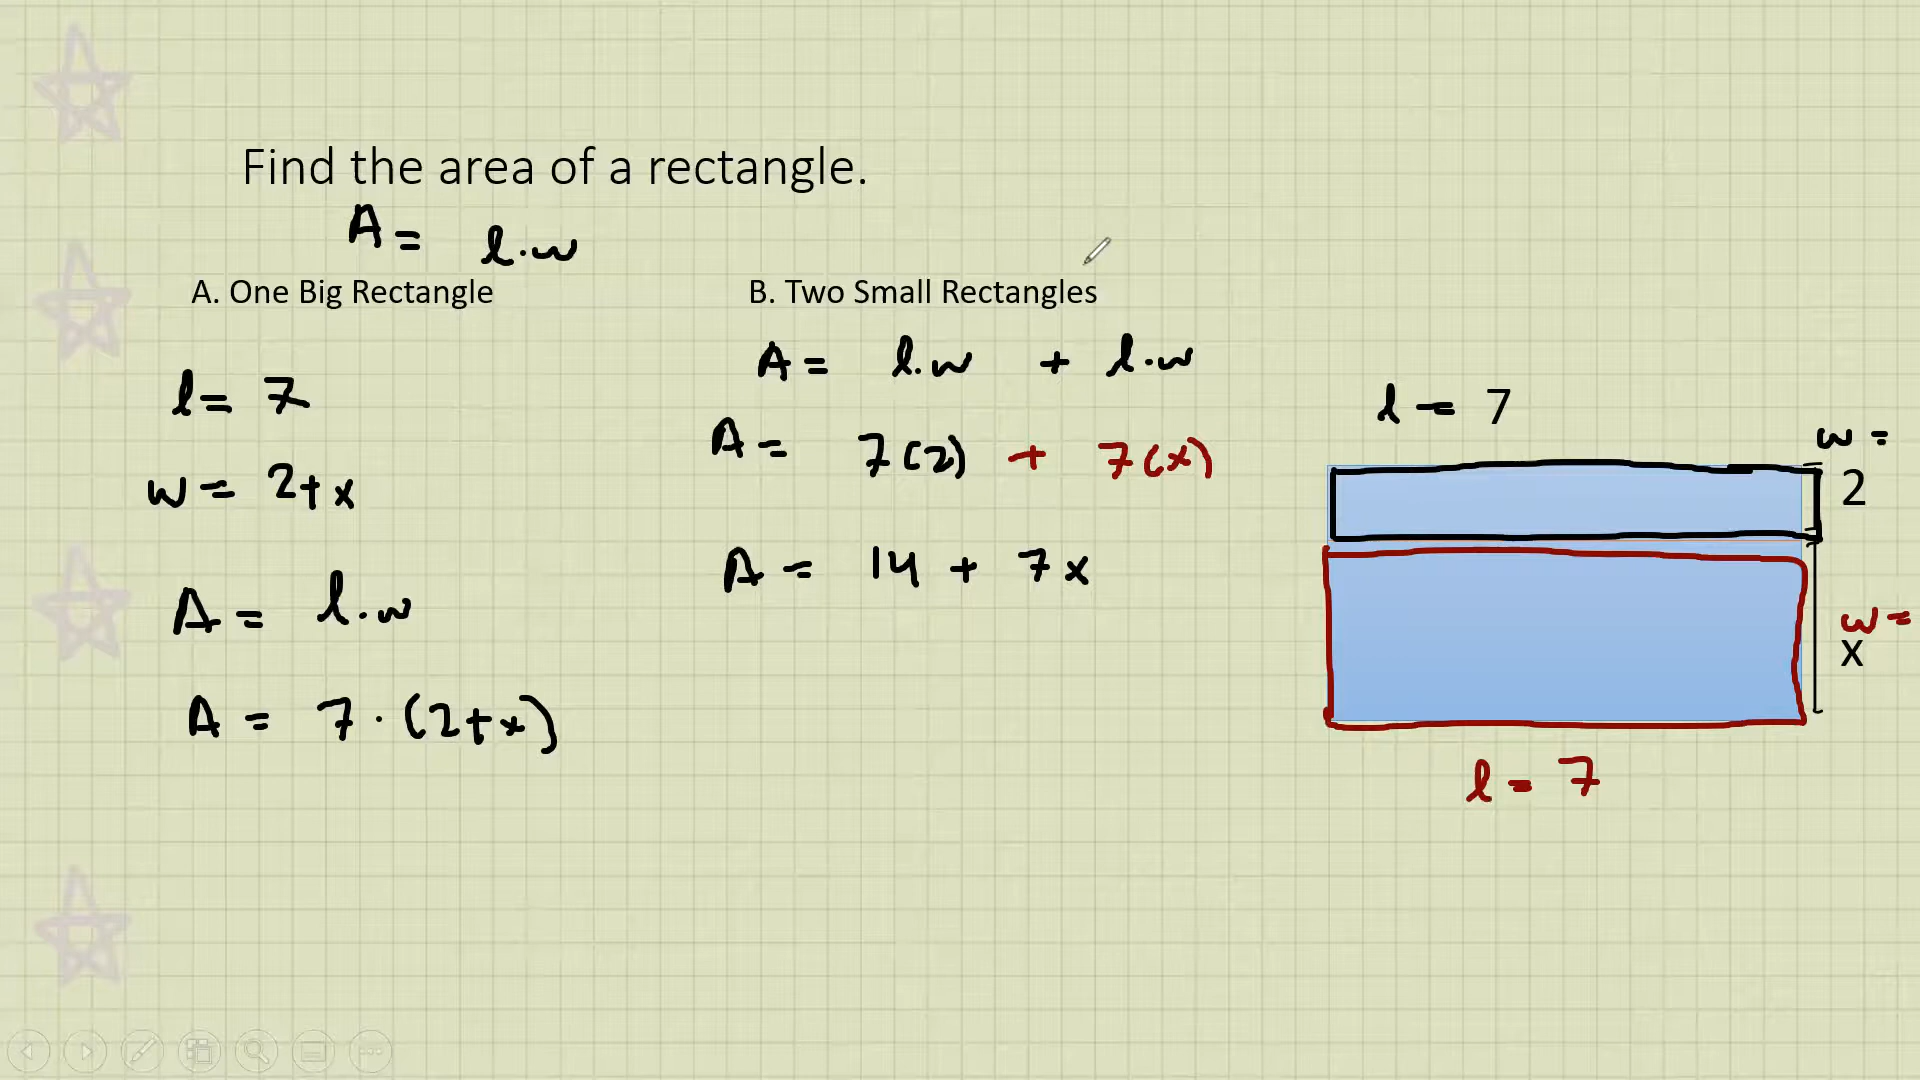 Find the area of a rectangle.
A = l·w
A. One Big Rectangle
l = 7
w = 2+x
A = l·w
A = 7·(2+x)
B. Two Small Rectangles
A = l·w + l·w
A = 7(2) + 7(x)
A = 14 + 7x
l = 7
w =
2
w =
x
l = 7